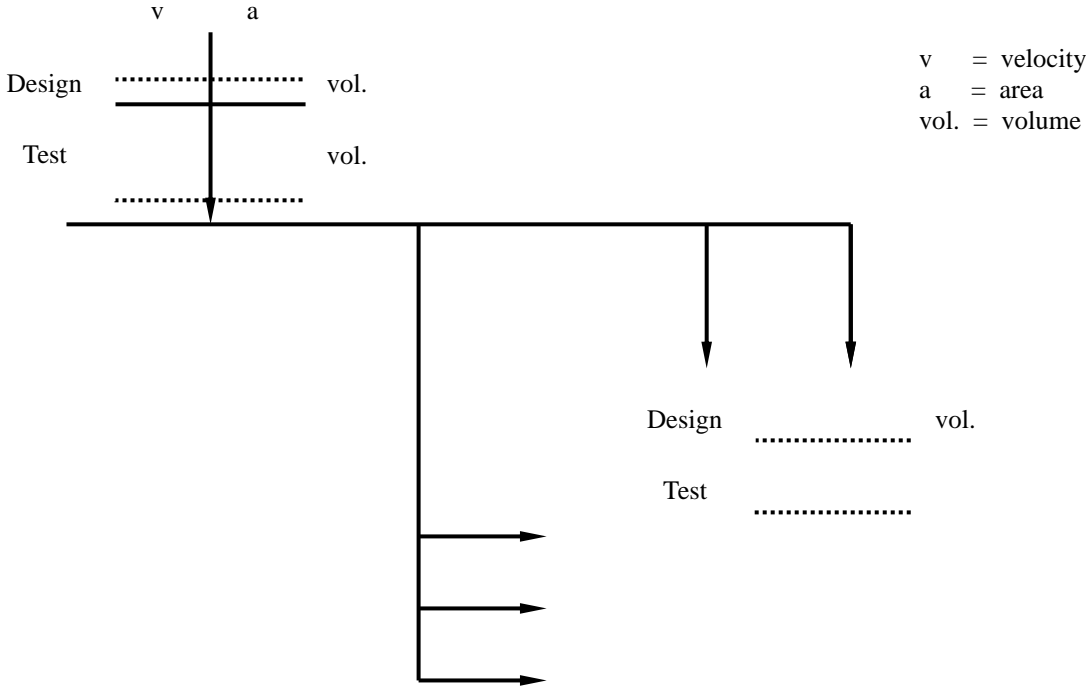 v a
Design vol.
Test vol.
v = velocity
a = area
vol. = volume
Design vol.
Test